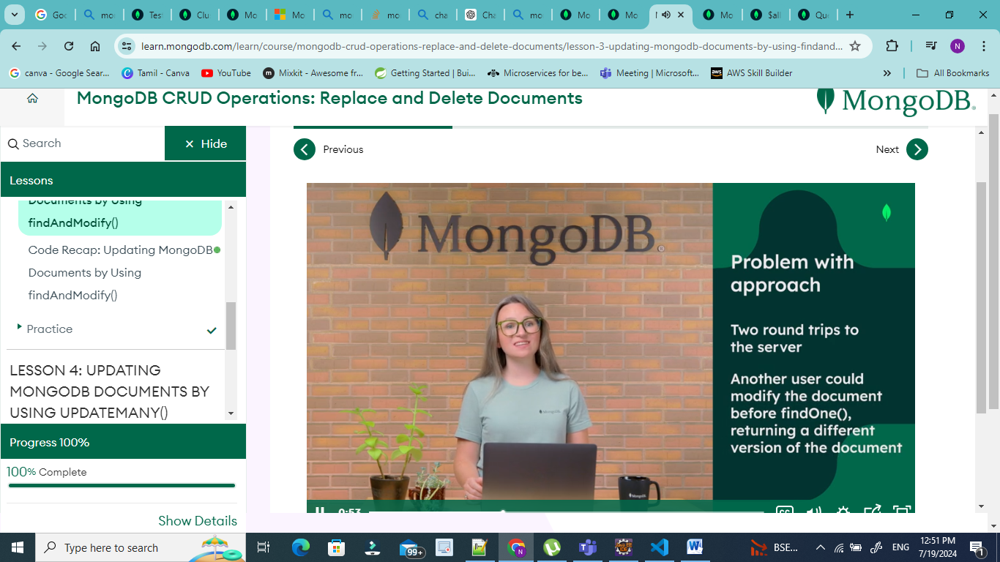 Goo
mon
Test
Clu
Mo
Mo
mo
mo
cha
Cha
mo
Mo
Mo
Mo
$all
Que
learn.mongodb.com/learn/course/mongodb-crud-operations-replace-and-delete-documents/lesson-3-updating-mongodb-documents-by-using-findand...
N
canva - Google Sear...
Tamil - Canva
YouTube
Mixkit - Awesome fr...
Getting Started | Bui...
Microservices for be...
Meeting | Microsoft...
AWS Skill Builder
»
All Bookmarks
MongoDB CRUD Operations: Replace and Delete Documents
MongoDB®
Search
× Hide
Previous
Next
Lessons
Documents by Using
findAndModify()
Code Recap: Updating MongoDB
Documents by Using
findAndModify()
Practice
LESSON 4: UPDATING
MONGODB DOCUMENTS BY
USING UPDATEMANY()
Progress 100%
100% Complete
Show Details
MongoDB®
Problem with
approach
Two round trips to
the server
Another user could
modify the document
before findOne(),
returning a different
version of the document
MongoDB
MongoDB
0:53
CC
Type here to search
99+
N
BSE...
ENG
12:51 PM
7/19/2024
1